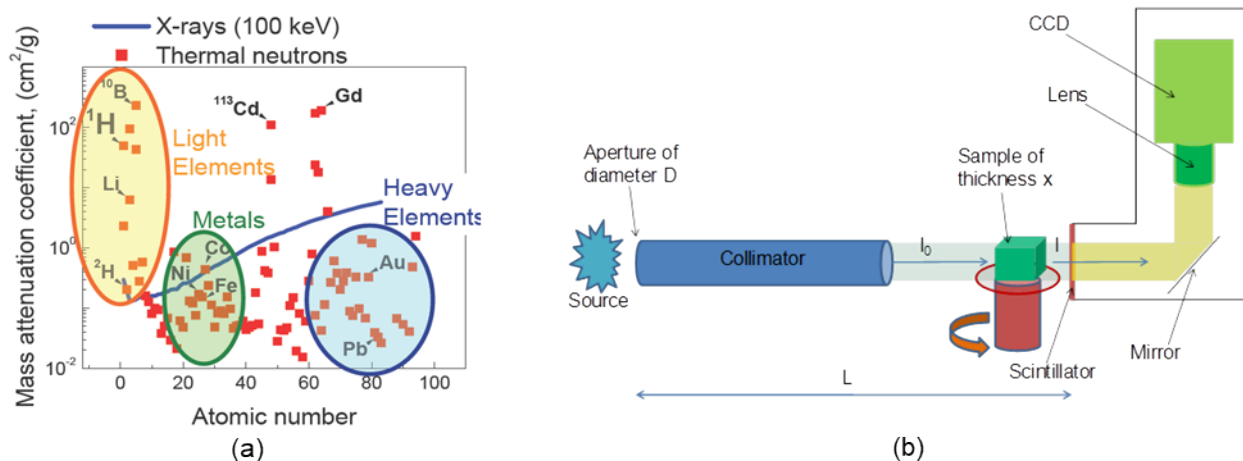 X-rays (100 keV)
Thermal neutrons
Mass attenuation coefficient, (cm²/g)
10²
10⁰
10⁻²
0
20
40
60
80
100
Atomic number
¹⁰B
¹H
Li
²H
Light
Elements
¹¹³Cd
Gd
Metals
Co
Ni
Fe
Heavy
Elements
Au
Pb
(a)
CCD
Lens
Aperture of
diameter D
Sample of
thickness x
Collimator
I₀
I
Source
Mirror
Scintillator
L
(b)